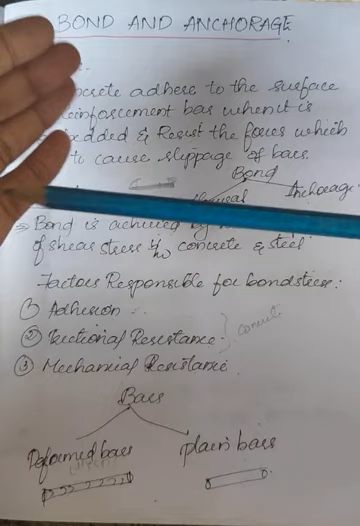 BOND AND ANCHORAGE
crete adhere to the surface
einforcement bar when it is
edded & Resist the forces which
to cause slippage of bars
Bond
Anchorage
⇒ Bond is achieved by
of shear stress b/w concrete & steel
Factors Responsible for bond stress:
① Adhesion
② Frictional Resistance
③ Mechanical Resistance
Bars
Deformed bars
plain bars